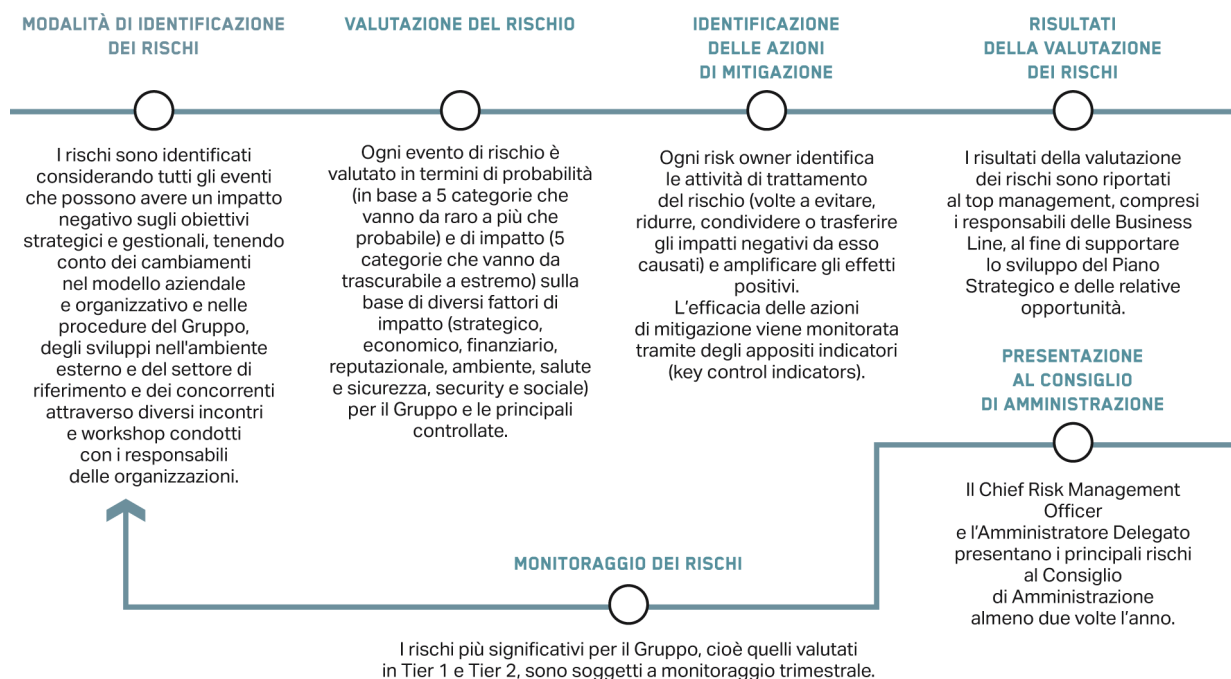 MODALITÀ DI IDENTIFICAZIONE
DEI RISCHI
I rischi sono identificati
considerando tutti gli eventi
che possono avere un impatto
negativo sugli obiettivi
strategici e gestionali, tenendo
conto dei cambiamenti
nel modello aziendale
e organizzativo e nelle
procedure del Gruppo,
degli sviluppi nell'ambiente
esterno e del settore di
riferimento e dei concorrenti
attraverso diversi incontri
e workshop condotti
con i responsabili
delle organizzazioni.
VALUTAZIONE DEL RISCHIO
Ogni evento di rischio è
valutato in termini di probabilità
(in base a 5 categorie che
vanno da raro a più che
probabile) e di impatto (5
categorie che vanno da
trascurabile a estremo) sulla
base di diversi fattori di
impatto (strategico,
economico, finanziario,
reputazionale, ambiente, salute
e sicurezza, security e sociale)
per il Gruppo e le principali
controllate.
IDENTIFICAZIONE
DELLE AZIONI
DI MITIGAZIONE
Ogni risk owner identifica
le attività di trattamento
del rischio (volte a evitare,
ridurre, condividere o trasferire
gli impatti negativi da esso
causati) e amplificare gli effetti
positivi.
L'efficacia delle azioni
di mitigazione viene monitorata
tramite degli appositi indicatori
(key control indicators).
RISULTATI
DELLA VALUTAZIONE
DEI RISCHI
I risultati della valutazione
dei rischi sono riportati
al top management, compresi
i responsabili delle Business
Line, al fine di supportare
lo sviluppo del Piano
Strategico e delle relative
opportunità.
PRESENTAZIONE
AL CONSIGLIO
DI AMMINISTRAZIONE
Il Chief Risk Management
Officer
e l'Amministratore Delegato
presentano i principali rischi
al Consiglio
di Amministrazione
almeno due volte l'anno.
MONITORAGGIO DEI RISCHI
I rischi più significativi per il Gruppo, cioè quelli valutati
in Tier 1 e Tier 2, sono soggetti a monitoraggio trimestrale.